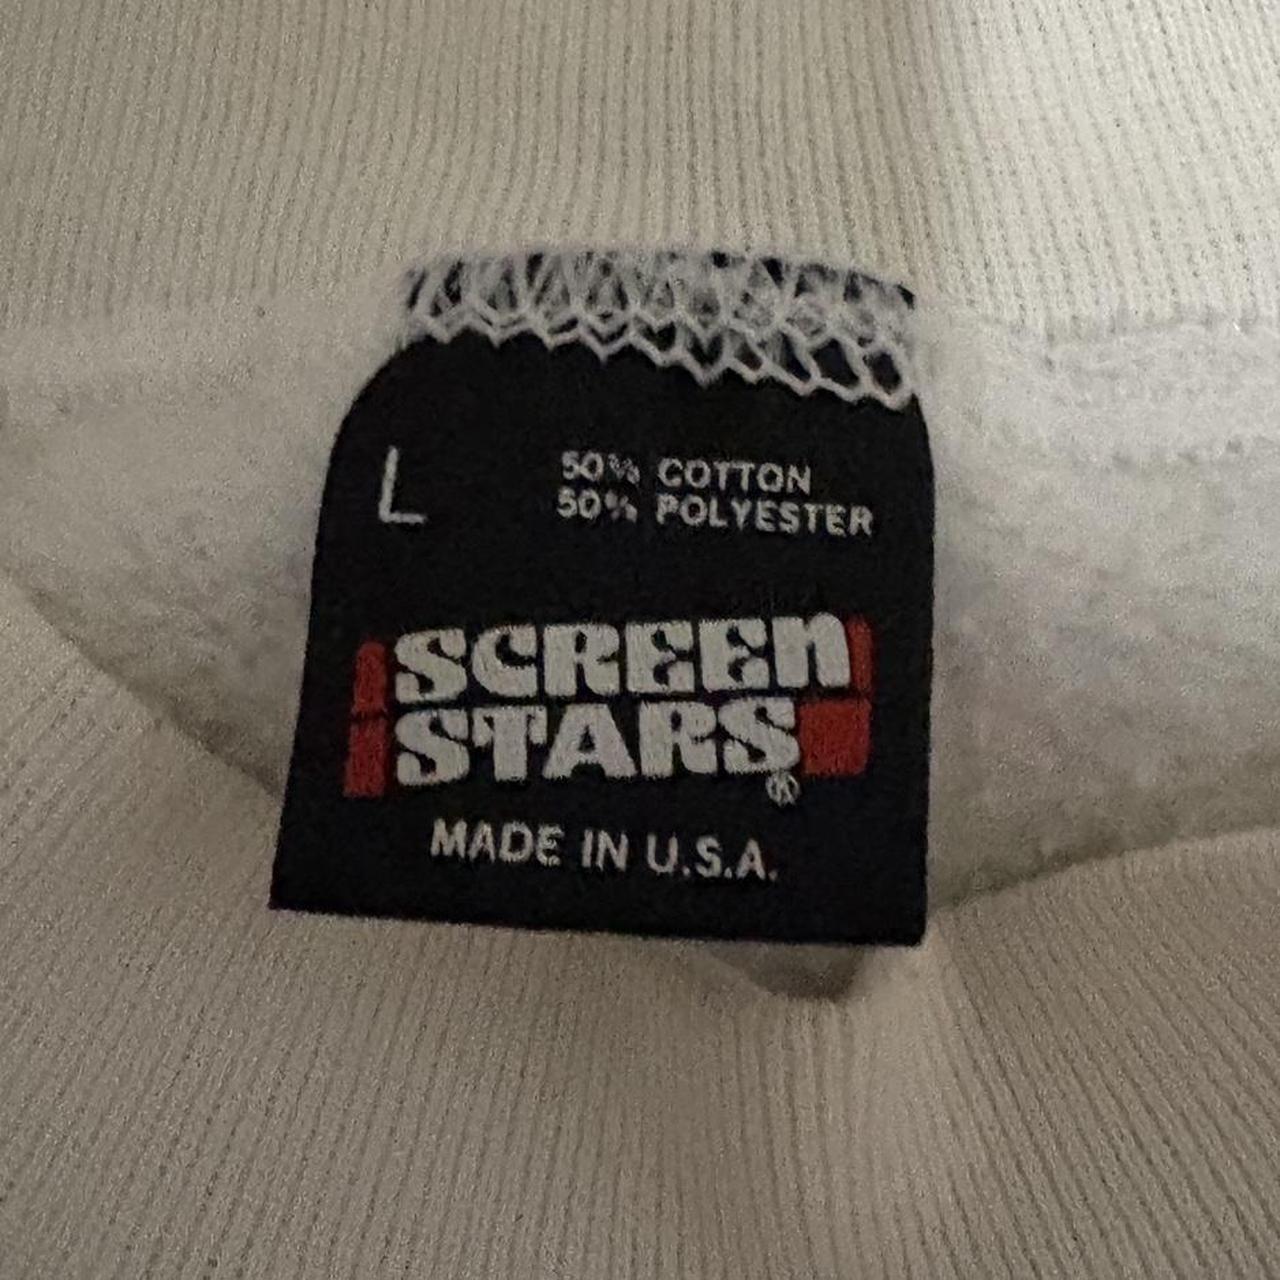 L
50% COTTON
50% POLYESTER
SCREEN
STARS®
MADE IN U.S.A.